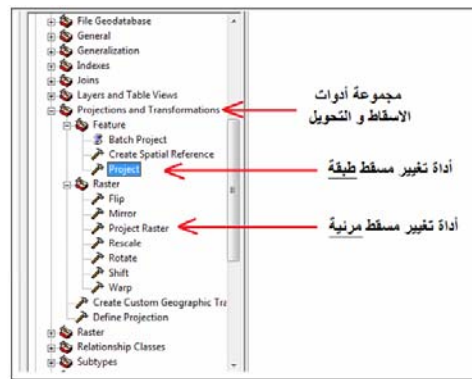 File Geodatabase
General
Generalization
Indexes
Joins
Layers and Table Views
Projections and Transformations
Feature
Batch Project
Create Spatial Reference
Project
Raster
Flip
Mirror
Project Raster
Rescale
Rotate
Shift
Warp
Create Custom Geographic Tra
Define Projection
Raster
Relationship Classes
Subtypes
مجموعة أدوات
الاسقاط و التحويل
أداة تغيير مسقط طبقة
أداة تغيير مسقط مرئية